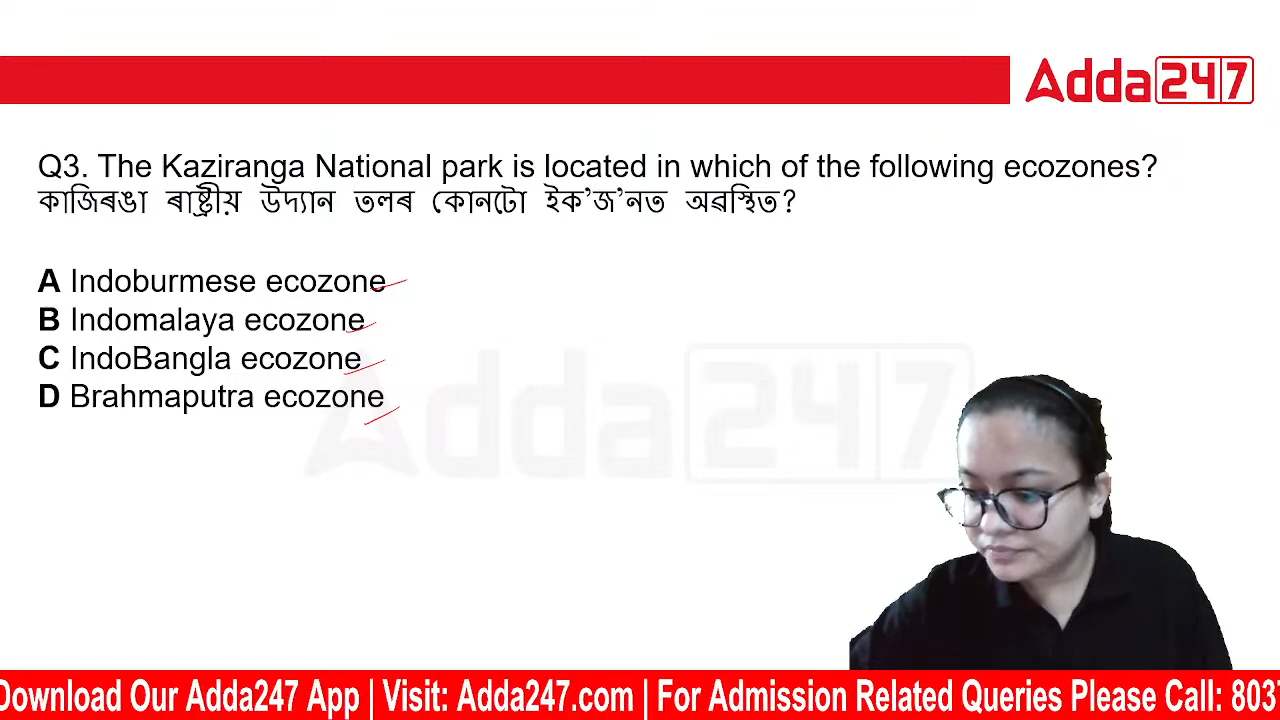 Adda247
Q3. The Kaziranga National park is located in which of the following ecozones?
কাজিৰঙা ৰাষ্ট্ৰীয় উদ্যান তলৰ কোনটো ইক’জ’নত অৱস্থিত?
A Indoburmese ecozone
B Indomalaya ecozone
C IndoBangla ecozone
D Brahmaputra ecozone
Adda247
Download Our Adda247 App | Visit: Adda247.com | For Admission Related Queries Please Call: 8037